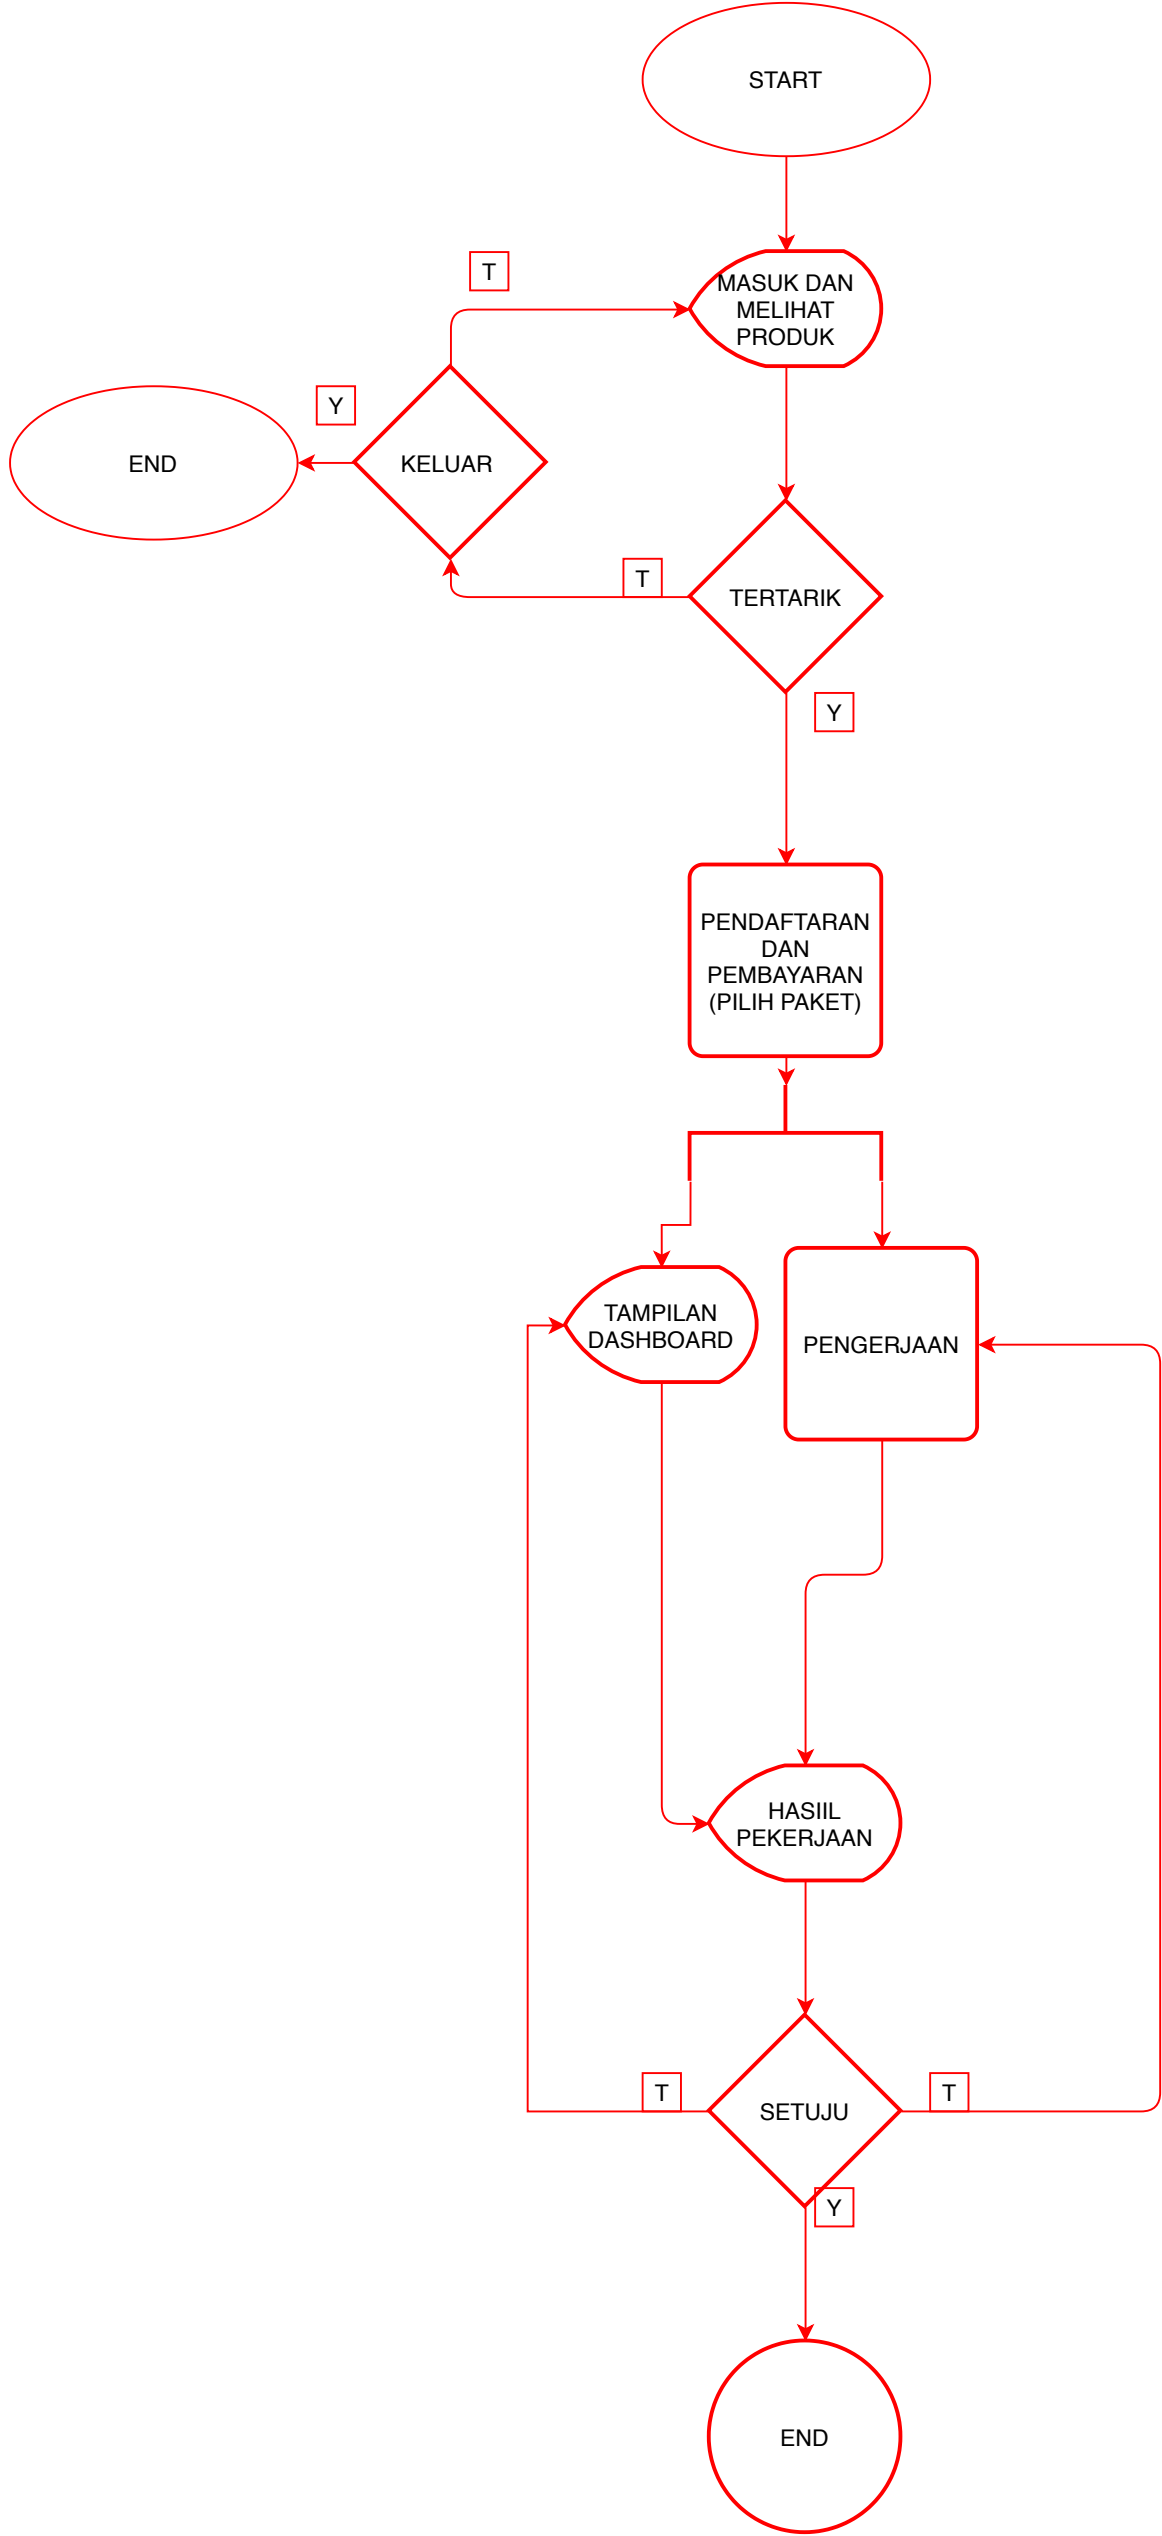 START
MASUK DAN
MELIHAT
PRODUK
T
Y
END
KELUAR
T
TERTARIK
Y
PENDAFTARAN
DAN
PEMBAYARAN
(PILIH PAKET)
TAMPILAN
DASHBOARD
PENGERJAAN
HASIIL
PEKERJAAN
T
SETUJU
T
Y
END